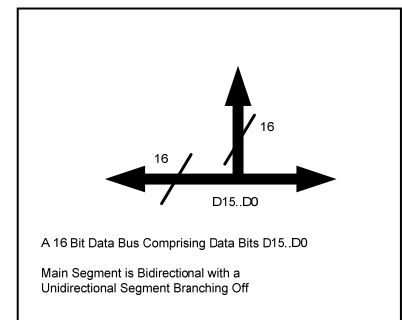 16
16
D15..D0
A 16 Bit Data Bus Comprising Data Bits D15..D0
Main Segment is Bidirectional with a
Unidirectional Segment Branching Off